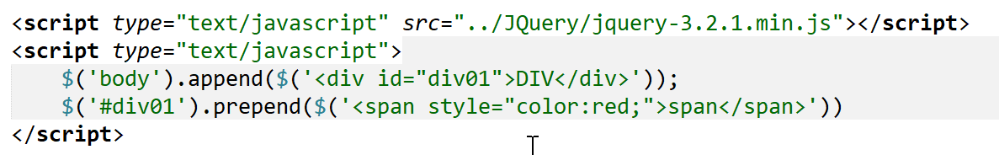 <script type="text/javascript" src="../JQuery/jquery-3.2.1.min.js"></script>
<script type="text/javascript">
    $('body').append($('<div id="div01">DIV</div>'));
    $('#div01').prepend($('<span style="color:red;">span</span>'))
</script>